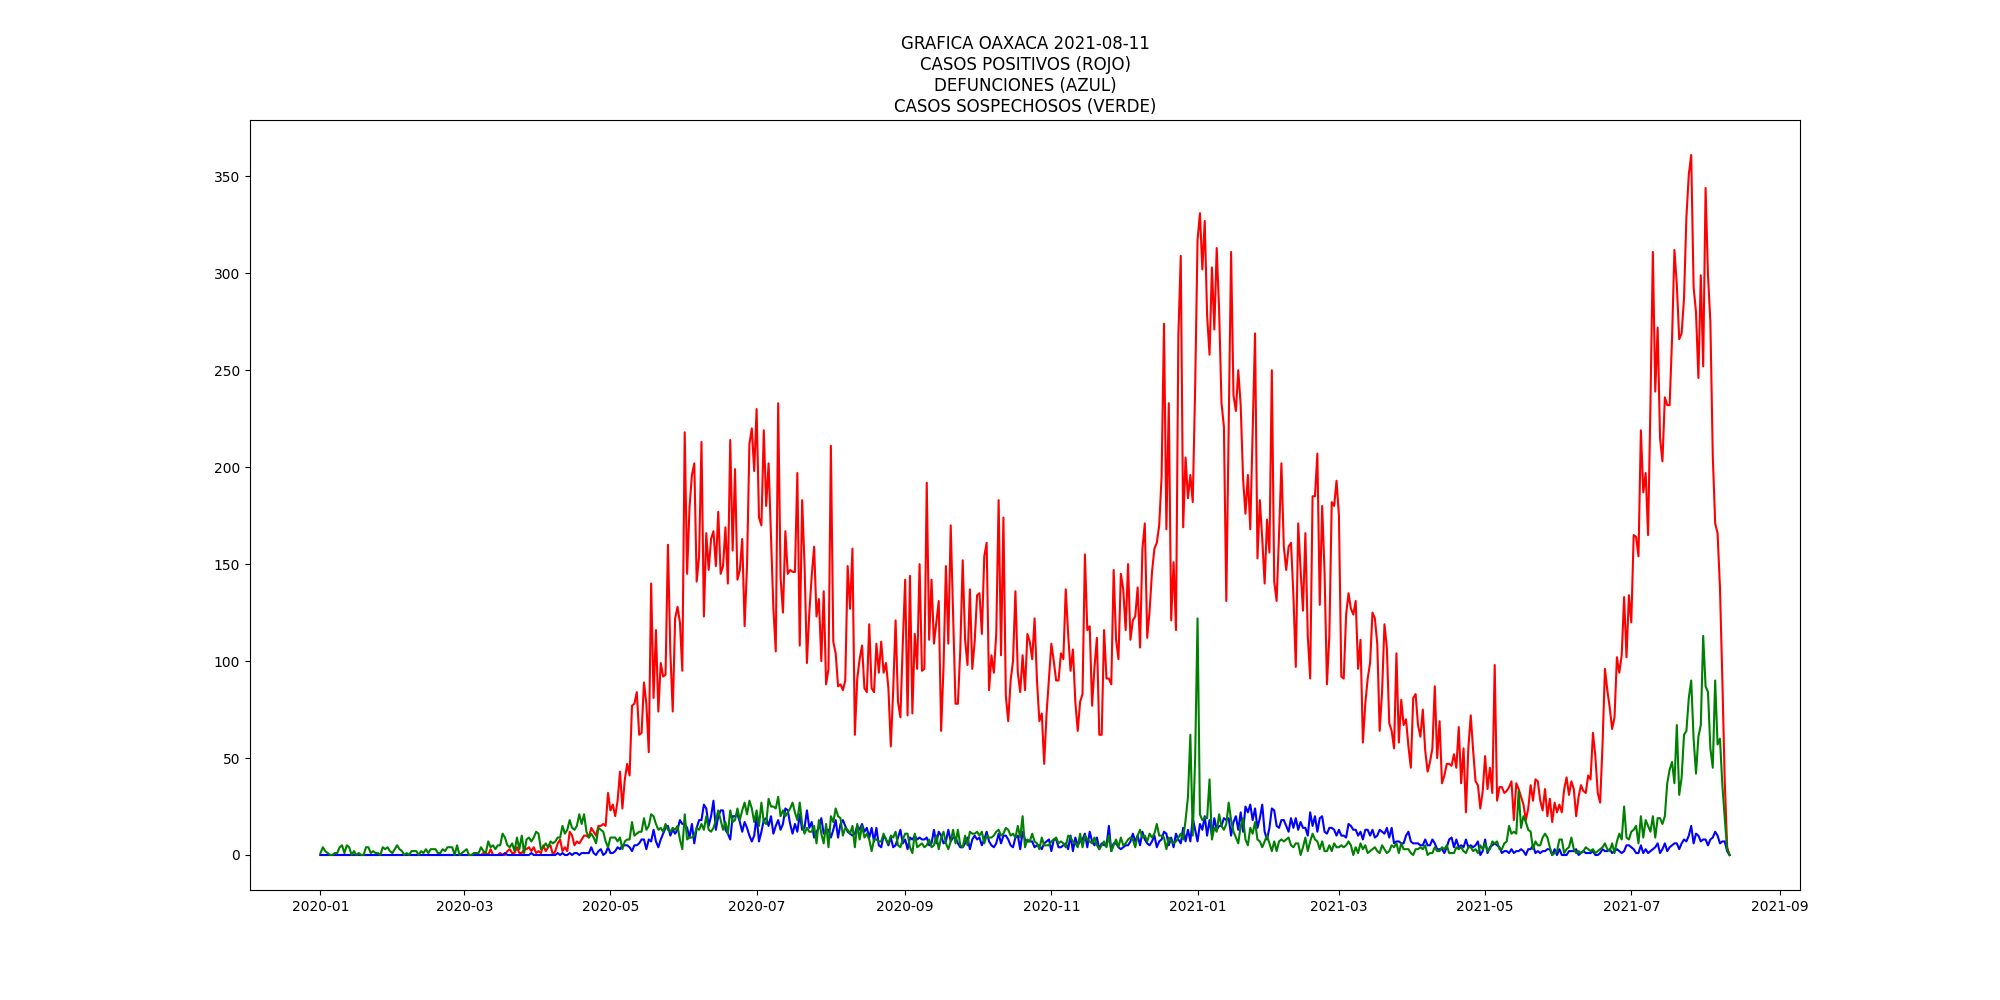 GRAFICA OAXACA 2021-08-11
CASOS POSITIVOS (ROJO)
DEFUNCIONES (AZUL)
CASOS SOSPECHOSOS (VERDE)
350
300
250
200
150
100
50
0
2020-01 2020-03 2020-05 2020-07 2020-09 2020-11 2021-01 2021-03 2021-05 2021-07 2021-09